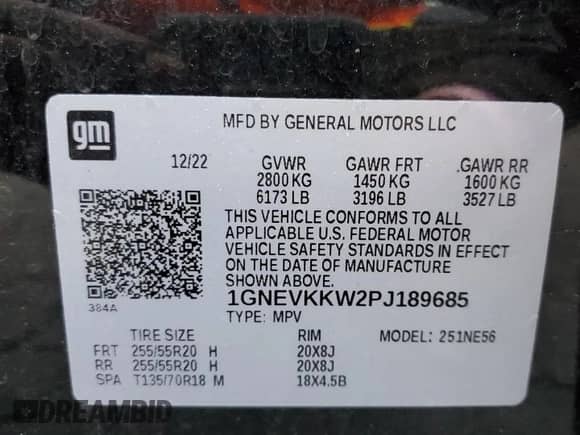 gm
MFD BY GENERAL MOTORS LLC
12/22 GVWR GAWR FRT .GAWR RR
2800 KG 1450 KG 1600 KG
6173 LB 3196 LB 3527 LB
THIS VEHICLE CONFORMS TO ALL
APPLICABLE U.S. FEDERAL MOTOR
VEHICLE SAFETY STANDARDS IN EFFECT
ON THE DATE OF MANUFACTURE
SHOWN ABOVE.
384A
1GNEVKKW2PJ189685
TYPE: MPV MODEL: 251NE56
TIRE SIZE RIM
FRT 255/55R20 H 20X8J
RR 255/55R20 H 20X8J
SPA T135/70R18 M 18X4.5B
DREAMBID